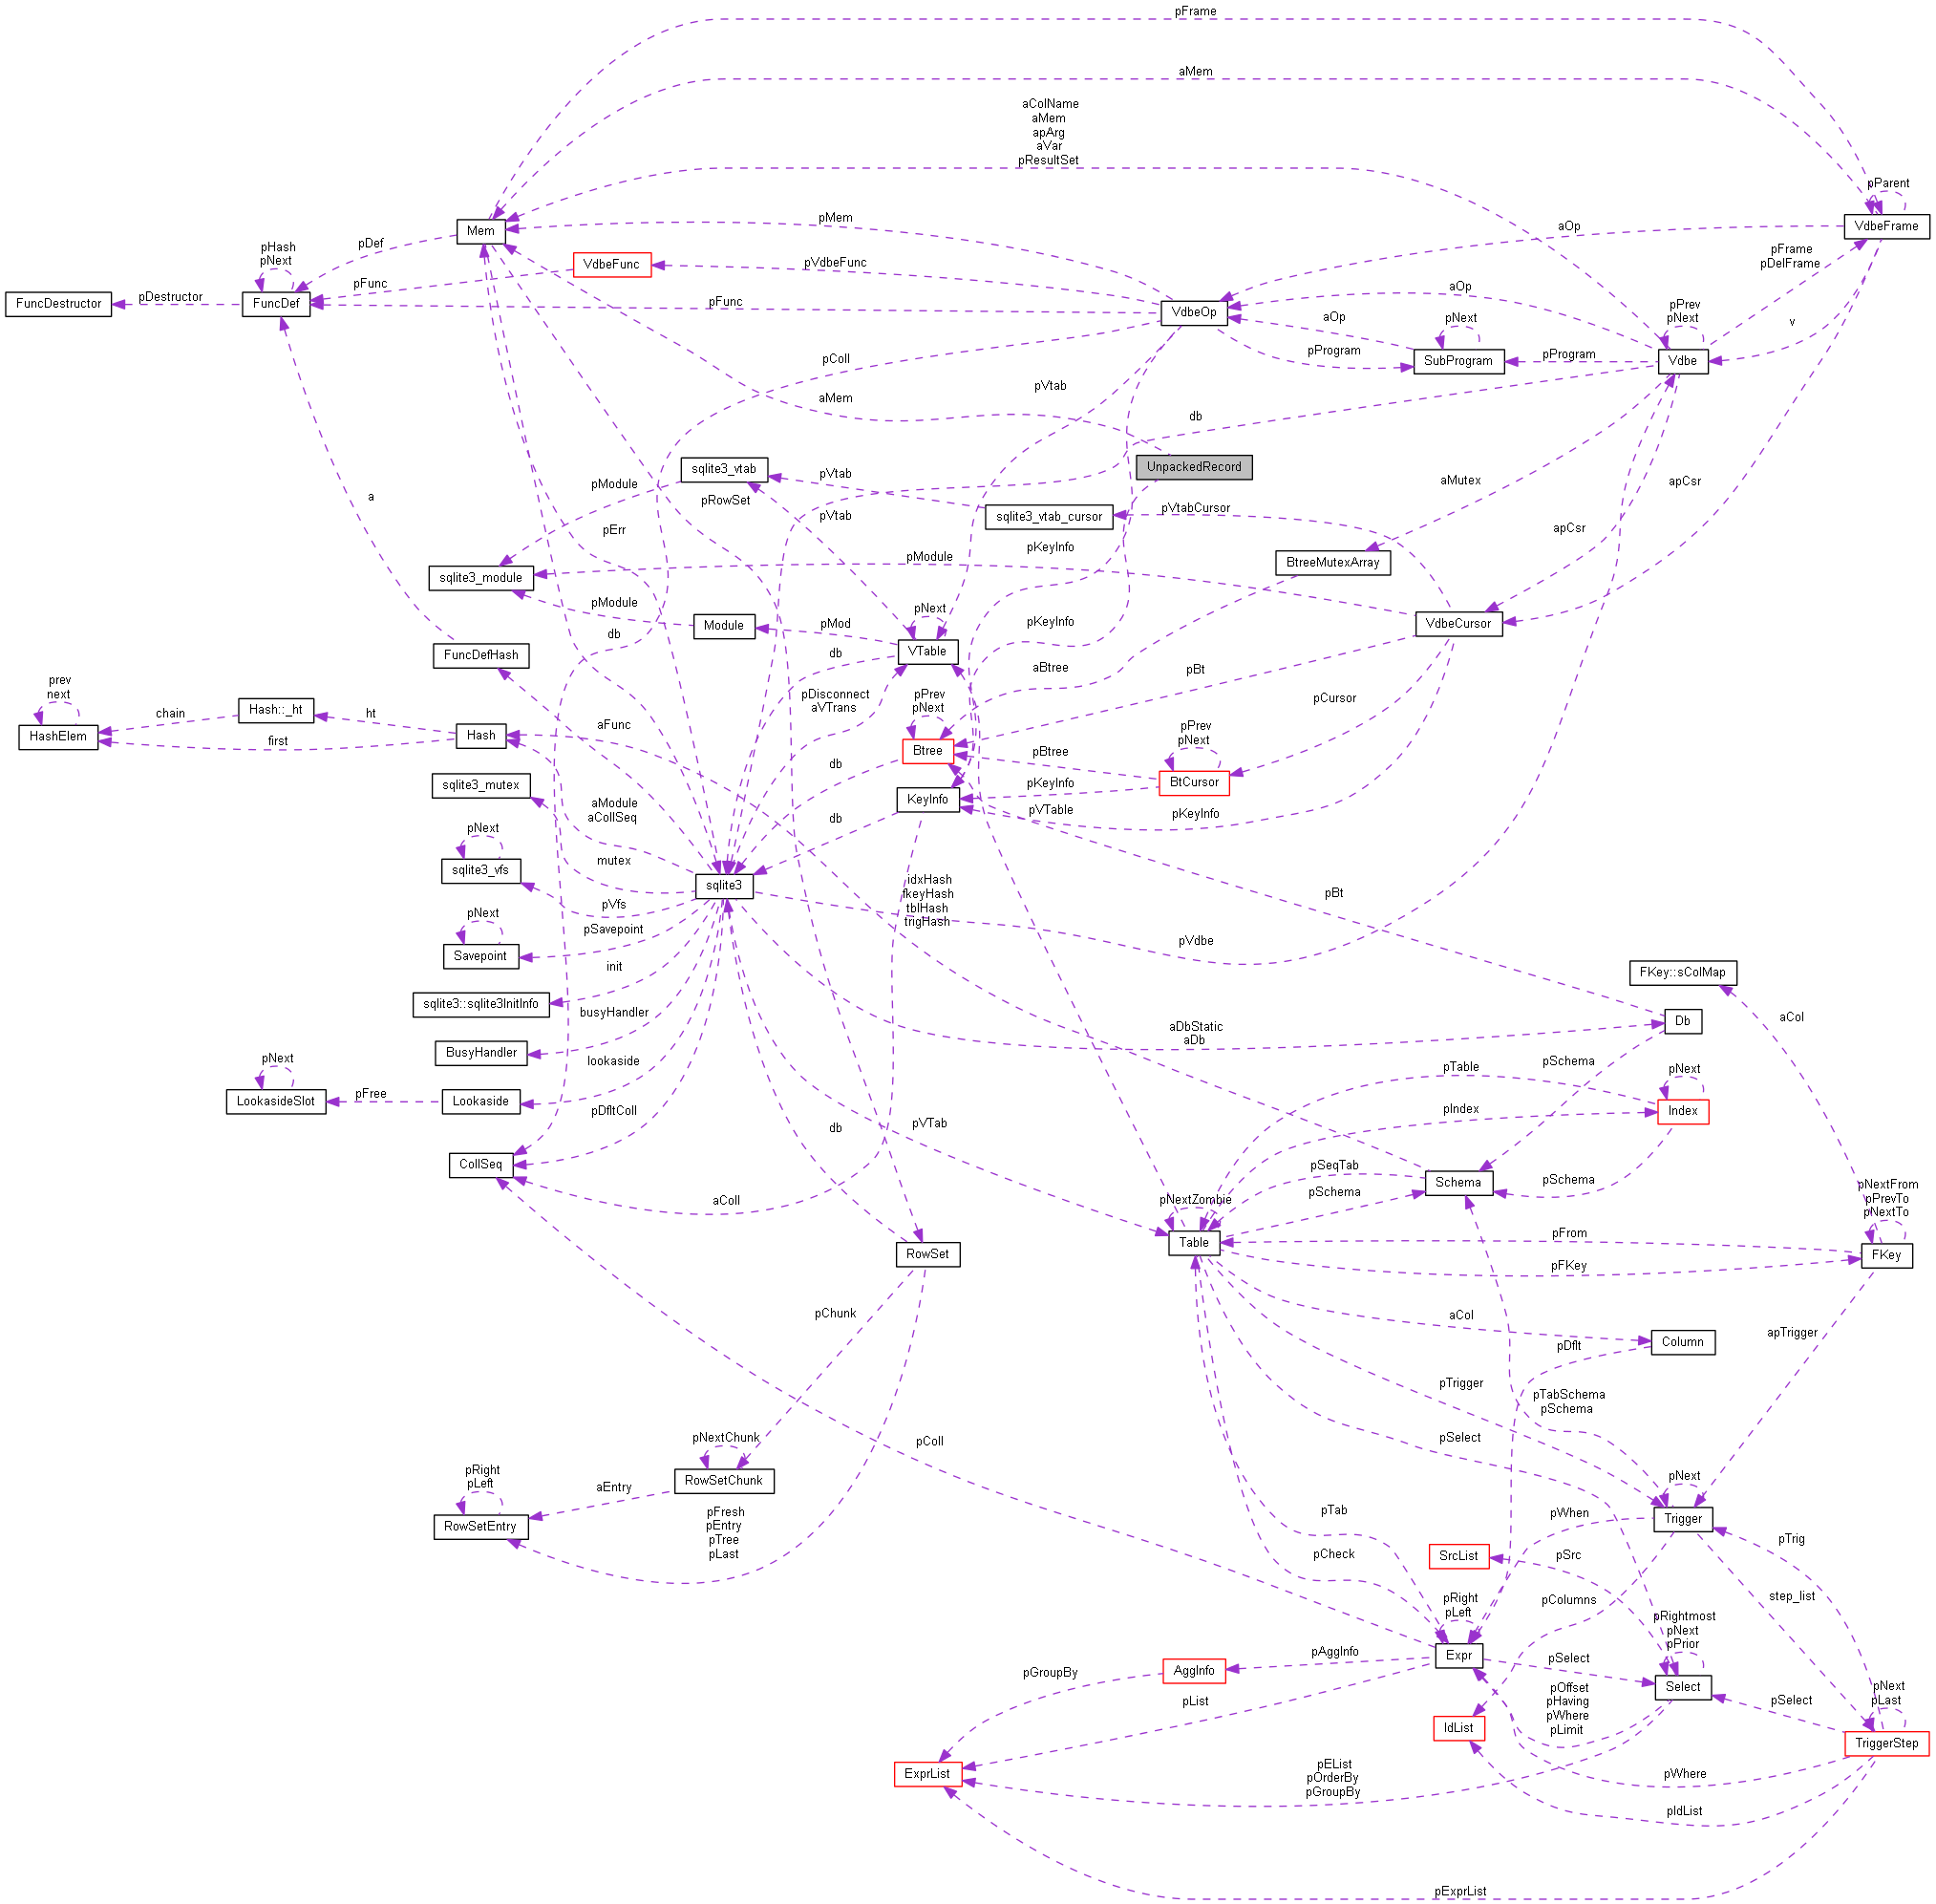 pFrame
aMem
aColName
aMem
apArg
aVar
pResultSet
pParent
Mem
pMem
VdbeFrame
aOp
pDef
pHash
pNext
pFrame
pDelFrame
VdbeFunc
pVdbeFunc
pFunc
FuncDestructor
pDestructor
FuncDef
pFunc
VdbeOp
aOp
pPrev
pNext
aOp
pNext
v
pColl
pProgram
SubProgram
pProgram
Vdbe
pVtab
aMem
db
sqlite3_vtab
pVtab
UnpackedRecord
pModule
aMutex
apCsr
a
pRowSet
pVtab
sqlite3_vtab_cursor
pVtabCursor
pErr
apCsr
pKeyInfo
pModule
BtreeMutexArray
sqlite3_module
pModule
pNext
Module
pMod
pKeyInfo
VdbeCursor
db
FuncDefHash
db
VTable
prev
next
aBtree
pBt
pDisconnect
aVTrans
pPrev
pNext
pCursor
Hash::_ht
chain
ht
HashElem
first
Hash
aFunc
pPrev
pNext
Btree
pBtree
db
sqlite3_mutex
BtCursor
pKeyInfo
KeyInfo
aModule
aCollSeq
db
pVTable
pKeyInfo
pNext
sqlite3_vfs
mutex
sqlite3
idxHash
fkeyHash
tblHash
trigHash
pBt
pVfs
pNext
pSavepoint
Savepoint
pVdbe
init
FKey::sColMap
sqlite3::sqlite3InitInfo
busyHandler
aDbStatic
aDb
Db
aCol
BusyHandler
lookaside
pSchema
pNext
pTable
pNext
LookasideSlot
pFree
Lookaside
pDfltColl
pVTab
pIndex
Index
db
CollSeq
pSeqTab
Schema
pSchema
pNextFrom
pPrevTo
pNextTo
aColl
pNextZombie
pSchema
Table
pFrom
RowSet
FKey
pFKey
pChunk
aCol
Column
apTrigger
pDflt
pTrigger
pTabSchema
pSchema
pNextChunk
pColl
pSelect
RowSetChunk
pRight
pLeft
aEntry
pNext
RowSetEntry
pFresh
pEntry
pTree
pLast
pTab
pWhen
Trigger
pTrig
pCheck
SrcList
pSrc
pRight
pLeft
pColumns
step_list
pRightmost
pNext
pPrior
Expr
pAggInfo
pSelect
AggInfo
pGroupBy
pList
Select
pOffset
pHaving
pWhere
pLimit
pNext
pLast
pSelect
IdList
TriggerStep
ExprList
pEList
pOrderBy
pGroupBy
pWhere
pIdList
pExprList